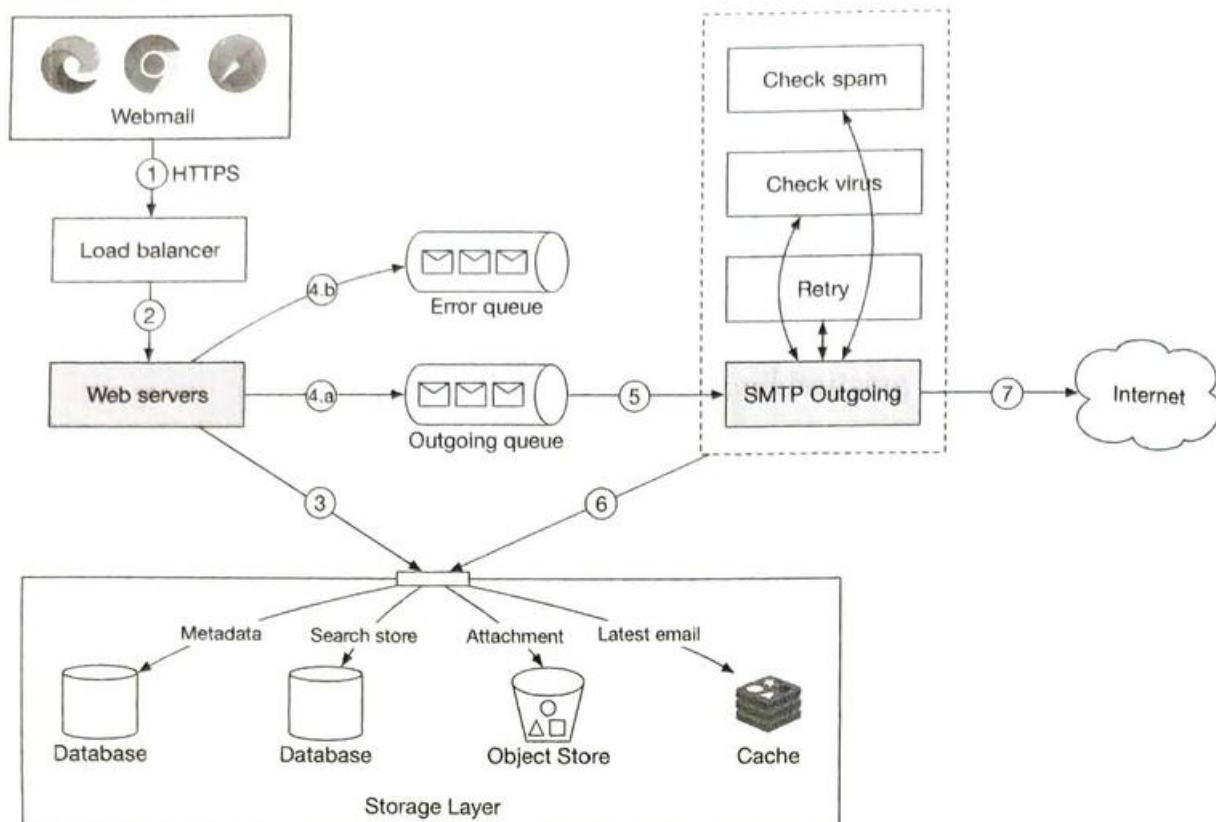 Webmail
1 HTTPS
Load balancer
2
Web servers
4.b
Error queue
4.a
Outgoing queue
5
Check spam
Check virus
Retry
SMTP Outgoing
7
Internet
3
6
Metadata
Search store
Attachment
Latest email
Database
Database
Object Store
Cache
Storage Layer